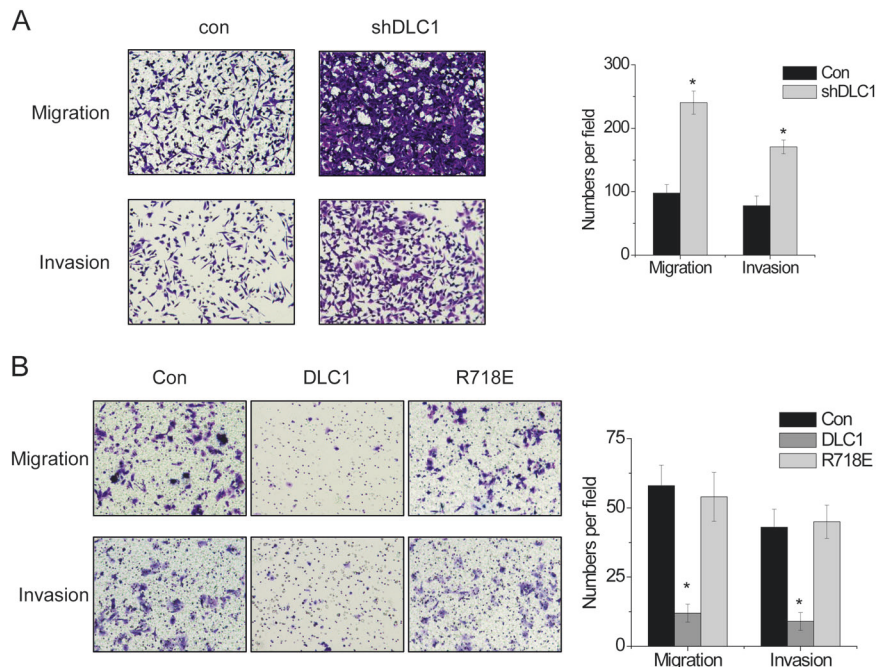 A
con
shDLC1
Migration
Invasion
300
200
100
0
Numbers per field
*
*
Con
shDLC1
Migration
Invasion
B
Con
DLC1
R718E
Migration
Invasion
75
50
25
0
Numbers per field
*
*
Con
DLC1
R718E
Migration
Invasion